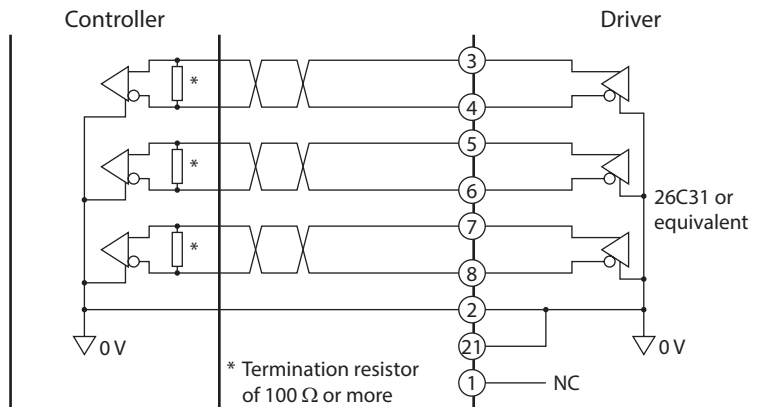 Controller
Driver
3
*
4
5
*
6
26C31 or
equivalent
7
*
8
2
0 V
21
0 V
* Termination resistor
of 100 Ω or more
1
NC